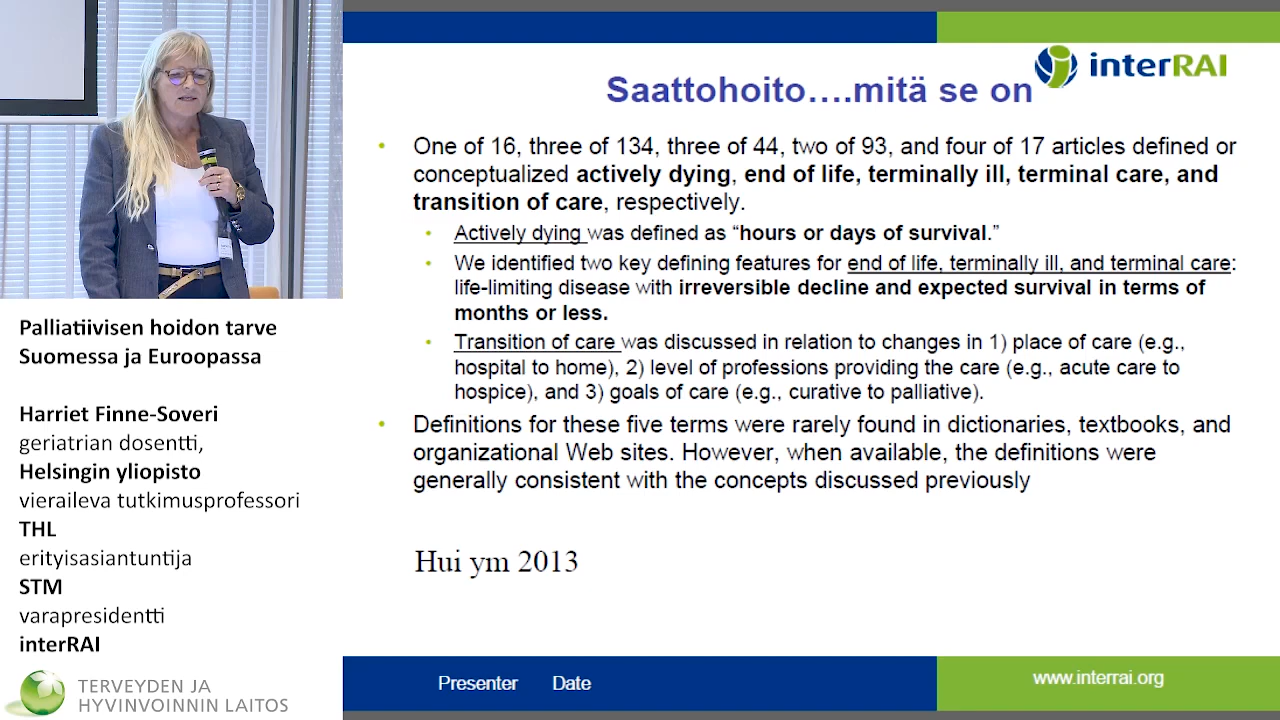 Palliatiivisen hoidon tarve
Suomessa ja Euroopassa
Harriet Finne-Soveri
geriatrian dosentti,
Helsingin yliopisto
vieraileva tutkimusprofessori
THL
erityisasiantuntija
STM
varapresidentti
interRAI
TERVEYDEN JA
HYVINVOINNIN LAITOS
interRAI
Saattohoito….mitä se on
• One of 16, three of 134, three of 44, two of 93, and four of 17 articles defined or
conceptualized actively dying, end of life, terminally ill, terminal care, and
transition of care, respectively.
• Actively dying was defined as “hours or days of survival.”
• We identified two key defining features for end of life, terminally ill, and terminal care:
life-limiting disease with irreversible decline and expected survival in terms of
months or less.
• Transition of care was discussed in relation to changes in 1) place of care (e.g.,
hospital to home), 2) level of professions providing the care (e.g., acute care to
hospice), and 3) goals of care (e.g., curative to palliative).
• Definitions for these five terms were rarely found in dictionaries, textbooks, and
organizational Web sites. However, when available, the definitions were
generally consistent with the concepts discussed previously
Hui ym 2013
Presenter Date
www.interrai.org